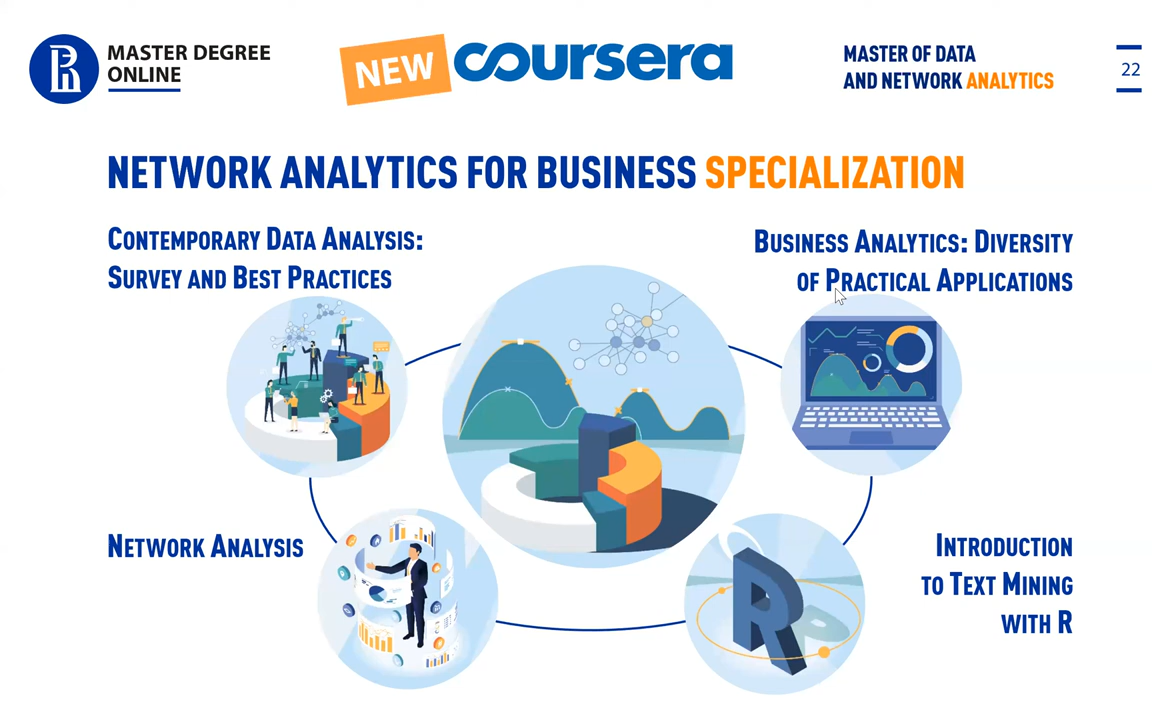 MASTER DEGREE
ONLINE
NEW
coursera
MASTER OF DATA
AND NETWORK ANALYTICS
22
NETWORK ANALYTICS FOR BUSINESS SPECIALIZATION
CONTEMPORARY DATA ANALYSIS:
SURVEY AND BEST PRACTICES
BUSINESS ANALYTICS: DIVERSITY
OF PRACTICAL APPLICATIONS
NETWORK ANALYSIS
INTRODUCTION
TO TEXT MINING
WITH R
R